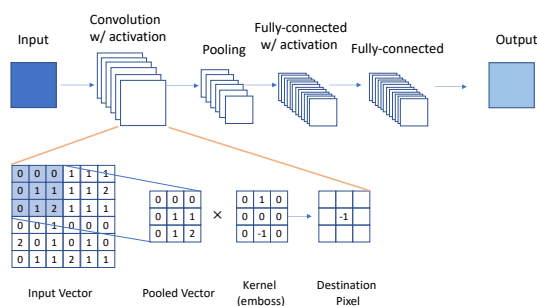 Input
Convolution
w/ activation
Pooling
Fully-connected
w/ activation
Fully-connected
Output
0 0 0 1 1 1
0 1 1 1 1 2
0 1 2 1 1 1
0 0 1 0 0 1
2 0 1 0 1 0
0 1 1 2 1 1
0 0 0
0 1 1
0 1 2
×
0 1 0
0 0 0
0 -1 0
-1
Input Vector
Pooled Vector
Kernel
(emboss)
Destination
Pixel